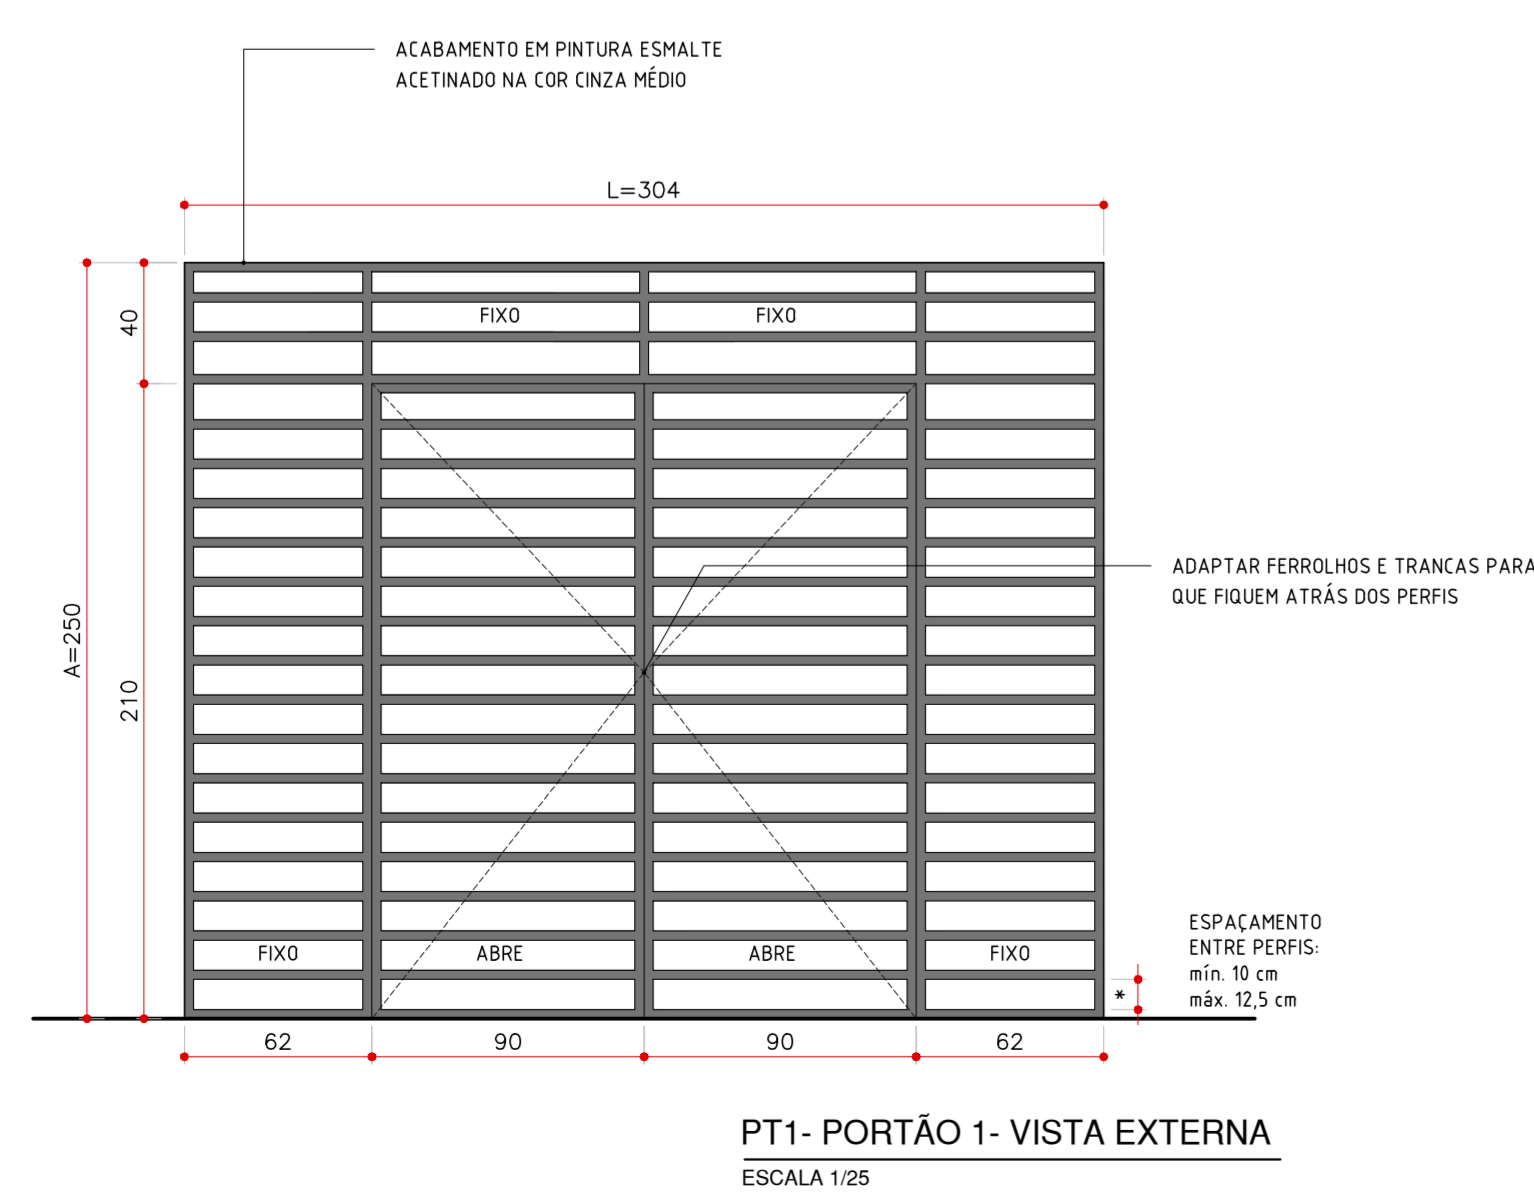 ACABAMENTO EM PINTURA ESMALTE
ACETINADO NA COR CINZA MÉDIO
L=304
40
FIXO
FIXO
ADAPTAR FERROLHOS E TRANCAS PARA
QUE FIQUEM ATRÁS DOS PERFIS
A=250
210
ESPAÇAMENTO
ENTRE PERFIS:
mín. 10 cm
máx. 12,5 cm
*
FIXO
ABRE
ABRE
FIXO
62
90
90
62
PT1- PORTÃO 1- VISTA EXTERNA
ESCALA 1/25